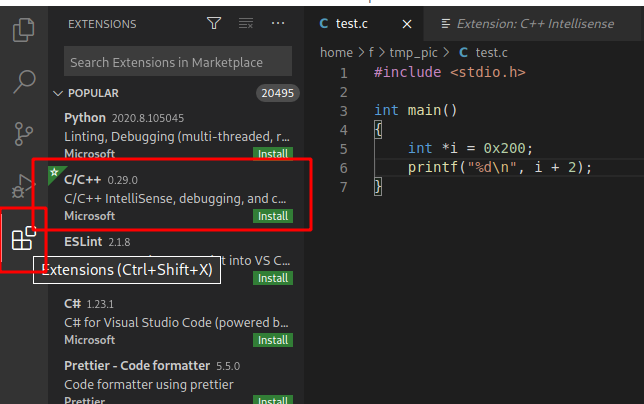 EXTENSIONS
Search Extensions in Marketplace
POPULAR 20495
Python 2020.8.105045
Linting, Debugging (multi-threaded, r...
Microsoft Install
C/C++ 0.29.0
C/C++ IntelliSense, debugging, and c...
Microsoft Install
ESLint 2.1.8
into VS C...
Install
Extensions (Ctrl+Shift+X)
C# 1.23.1
C# for Visual Studio Code (powered b...
Microsoft Install
Prettier - Code formatter 5.5.0
Code formatter using prettier
Prettier Install
C test.c Extension: C++ Intellisense
home > f > tmp_pic > C test.c
1 #include <stdio.h>
2
3 int main()
4 {
5 int *i = 0x200;
6 printf("%d\n", i + 2);
7 }